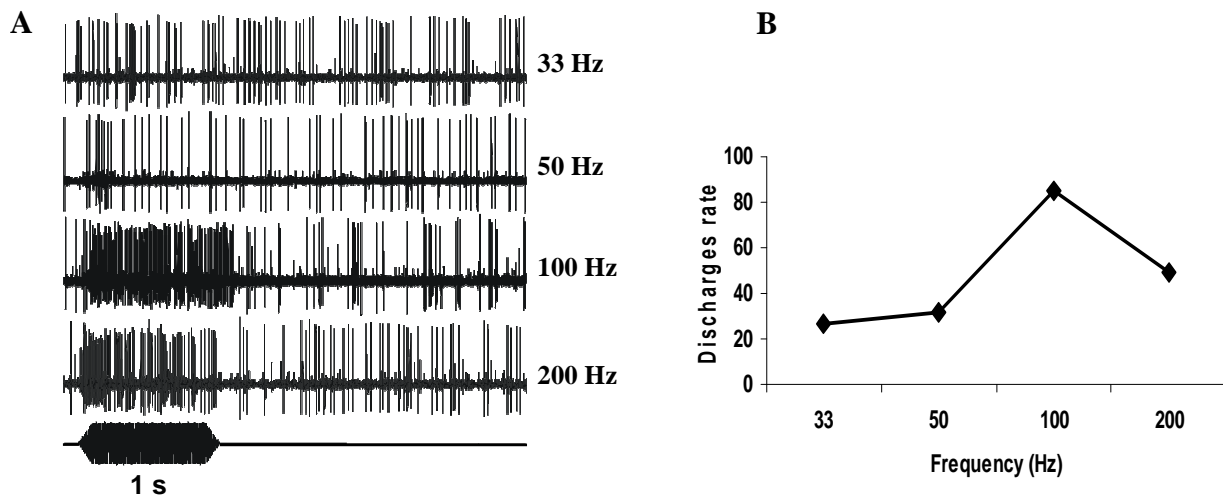 A
33 Hz
50 Hz
100 Hz
200 Hz
1 s
B
Discharges rate
100
80
60
40
20
0
33 50 100 200
Frequency (Hz)